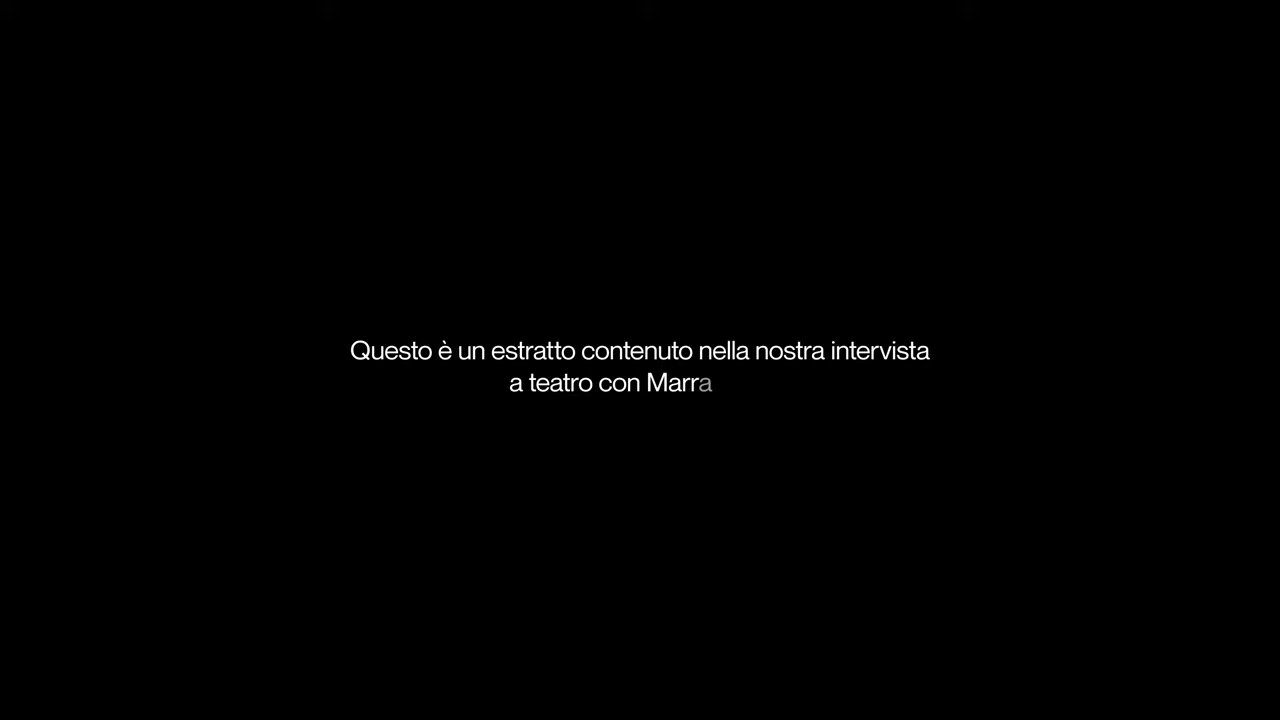 Questo è un estratto contenuto nella nostra intervista
a teatro con Marra